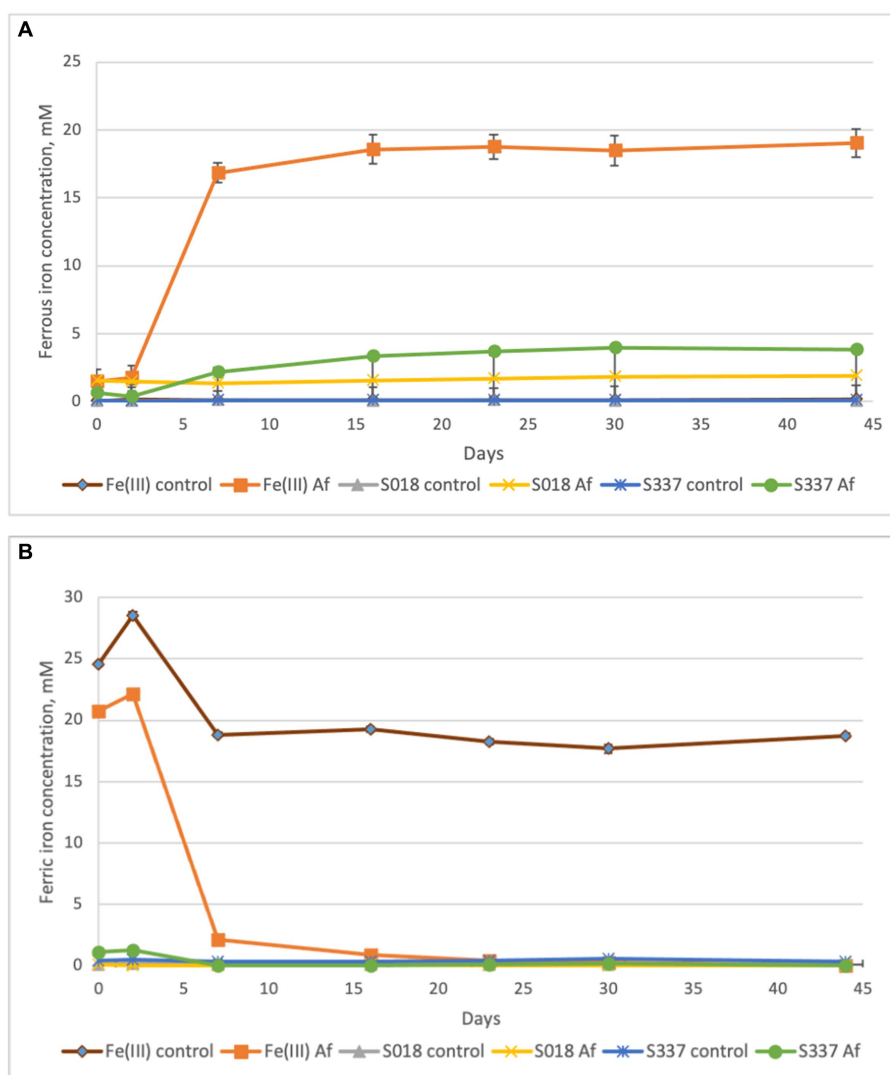 A
25
20
15
10
5
0
Ferrous iron concentration, mM
0 5 10 15 20 25 30 35 40 45
Days
Fe(III) control Fe(III) Af S018 control S018 Af S337 control S337 Af
B
30
25
20
15
10
5
0
Ferric iron concentration, mM
0 5 10 15 20 25 30 35 40 45
Days
Fe(III) control Fe(III) Af S018 control S018 Af S337 control S337 Af